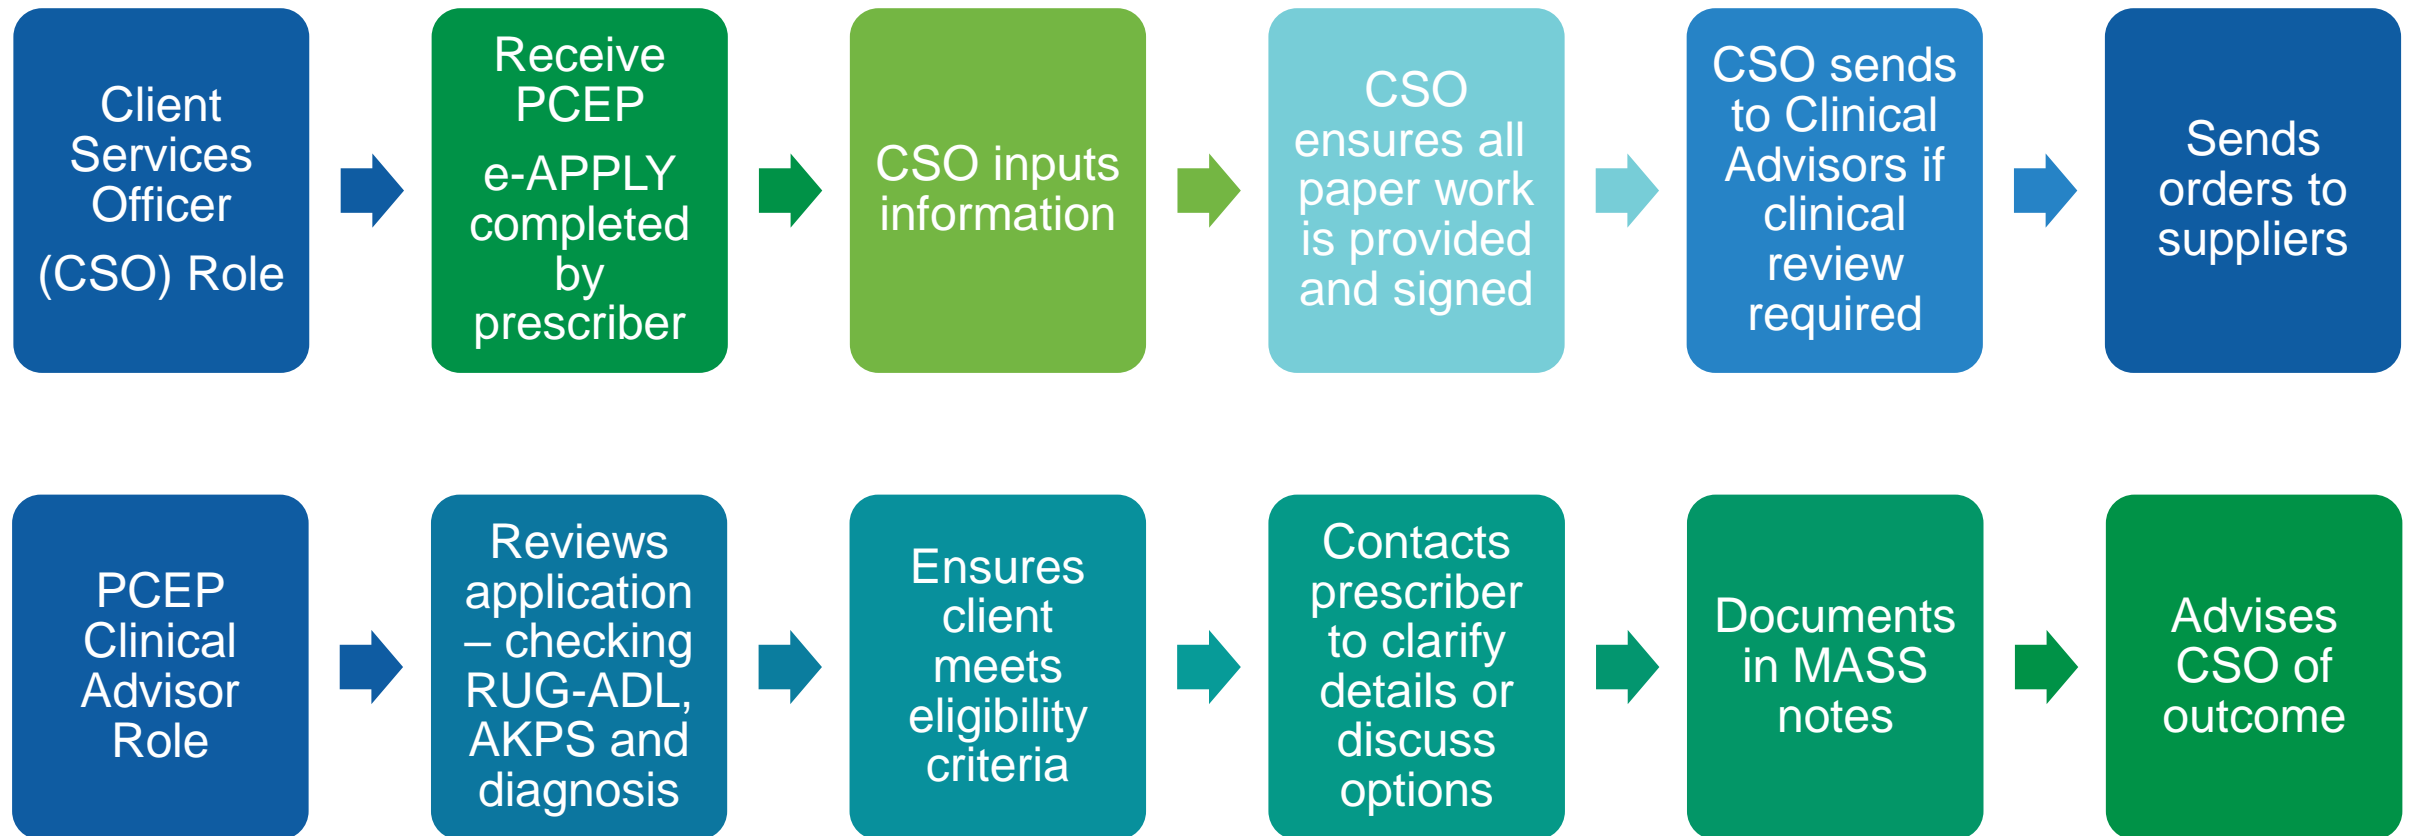 Client
Services
Officer
(CSO) Role
Receive
PCEP
e-APPLY
completed
by
prescriber
CSO inputs
information
CSO
ensures all
paper work
is provided
and signed
CSO sends
to Clinical
Advisors if
clinical
review
required
Sends
orders to
suppliers
PCEP
Clinical
Advisor
Role
Reviews
application
– checking
RUG-ADL,
AKPS and
diagnosis
Ensures
client
meets
eligibility
criteria
Contacts
prescriber
to clarify
details or
discuss
options
Documents
in MASS
notes
Advises
CSO of
outcome